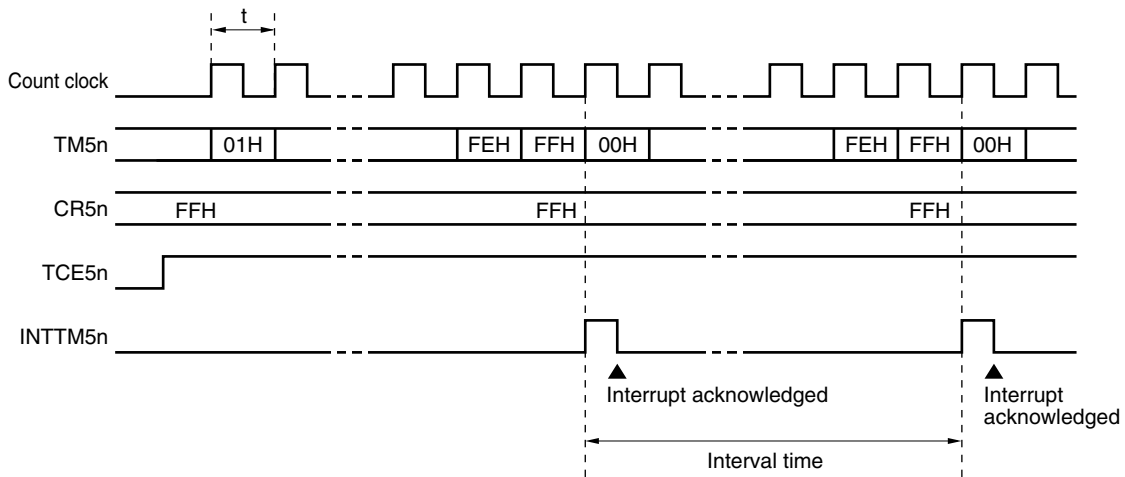 t
Count clock
TM5n
01H
FEH
FFH
00H
FEH
FFH
00H
CR5n
FFH
FFH
FFH
TCE5n
INTTM5n
Interrupt acknowledged
Interrupt
acknowledged
Interval time